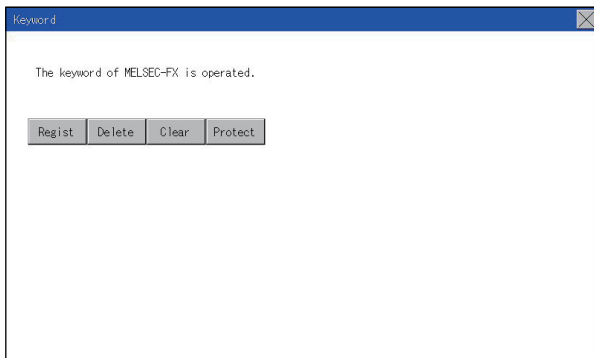 Keyword
The keyword of MELSEC-FX is operated.
Regist Delete Clear Protect